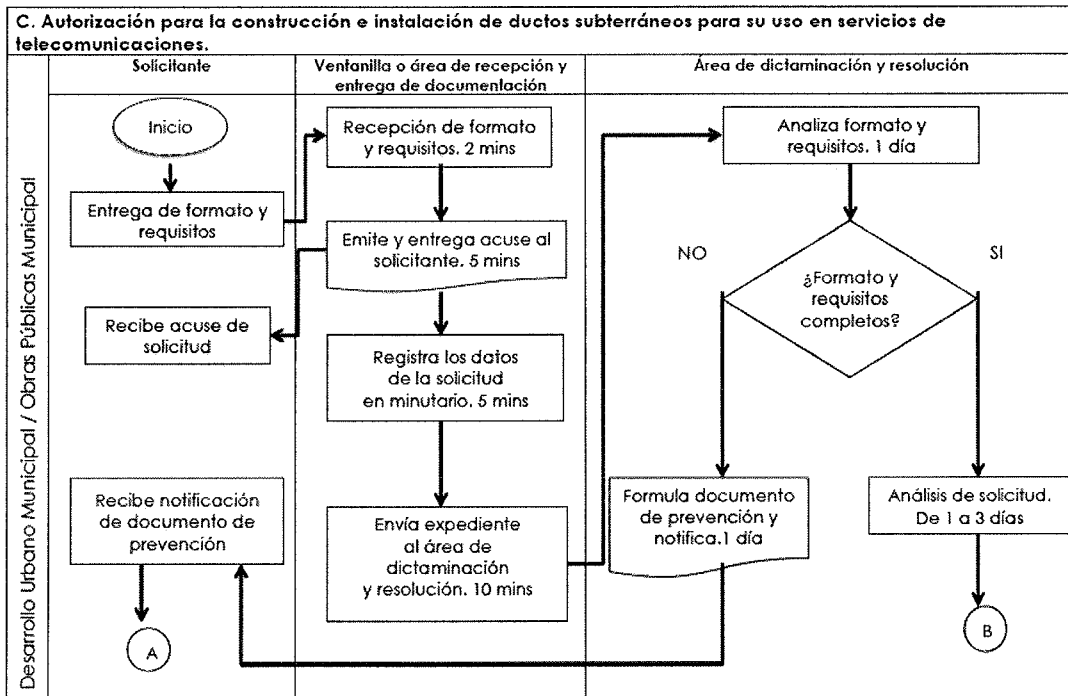 C. Autorización para la construcción e instalación de ductos subterráneos para su uso en servicios de
telecomunicaciones.
Desarrollo Urbano Municipal / Obras Públicas Municipal
Solicitante
Ventanilla o área de recepción y
entrega de documentación
Área de dictaminación y resolución
Inicio
Entrega de formato y
requisitos
Recibe acuse de
solicitud
Recibe notificación
de documento de
prevención
A
Recepción de formato
y requisitos. 2 mins
Emite y entrega acuse al
solicitante. 5 mins
Registra los datos
de la solicitud
en minutario. 5 mins
Envía expediente
al área de
dictaminación
y resolución. 10 mins
Analiza formato y
requisitos. 1 día
NO
SI
¿Formato y
requisitos
completos?
Formula documento
de prevención y
notifica.1 día
Análisis de solicitud.
De 1 a 3 días
B